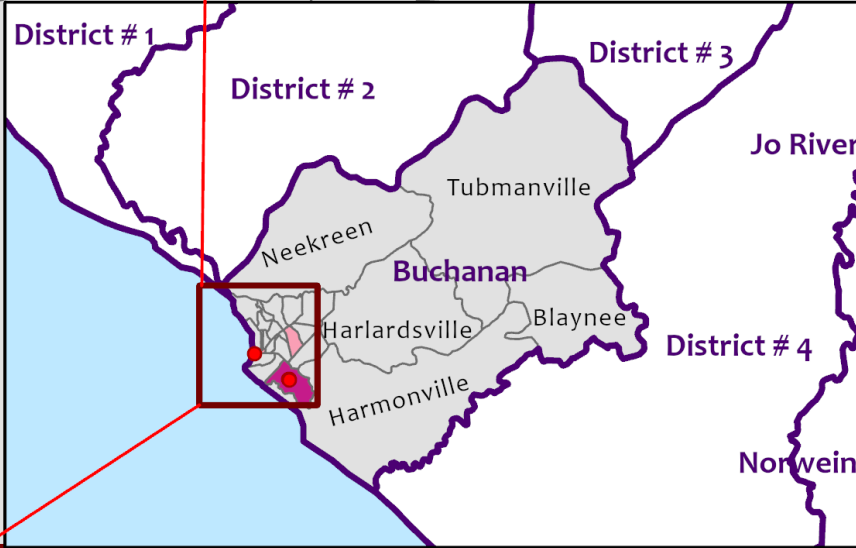 District # 1
District # 2
District # 3
Jo River
Tubmanville
Neekreen
Buchanan
Harlardsville
Blaynee
District # 4
Harmonville
Norwein